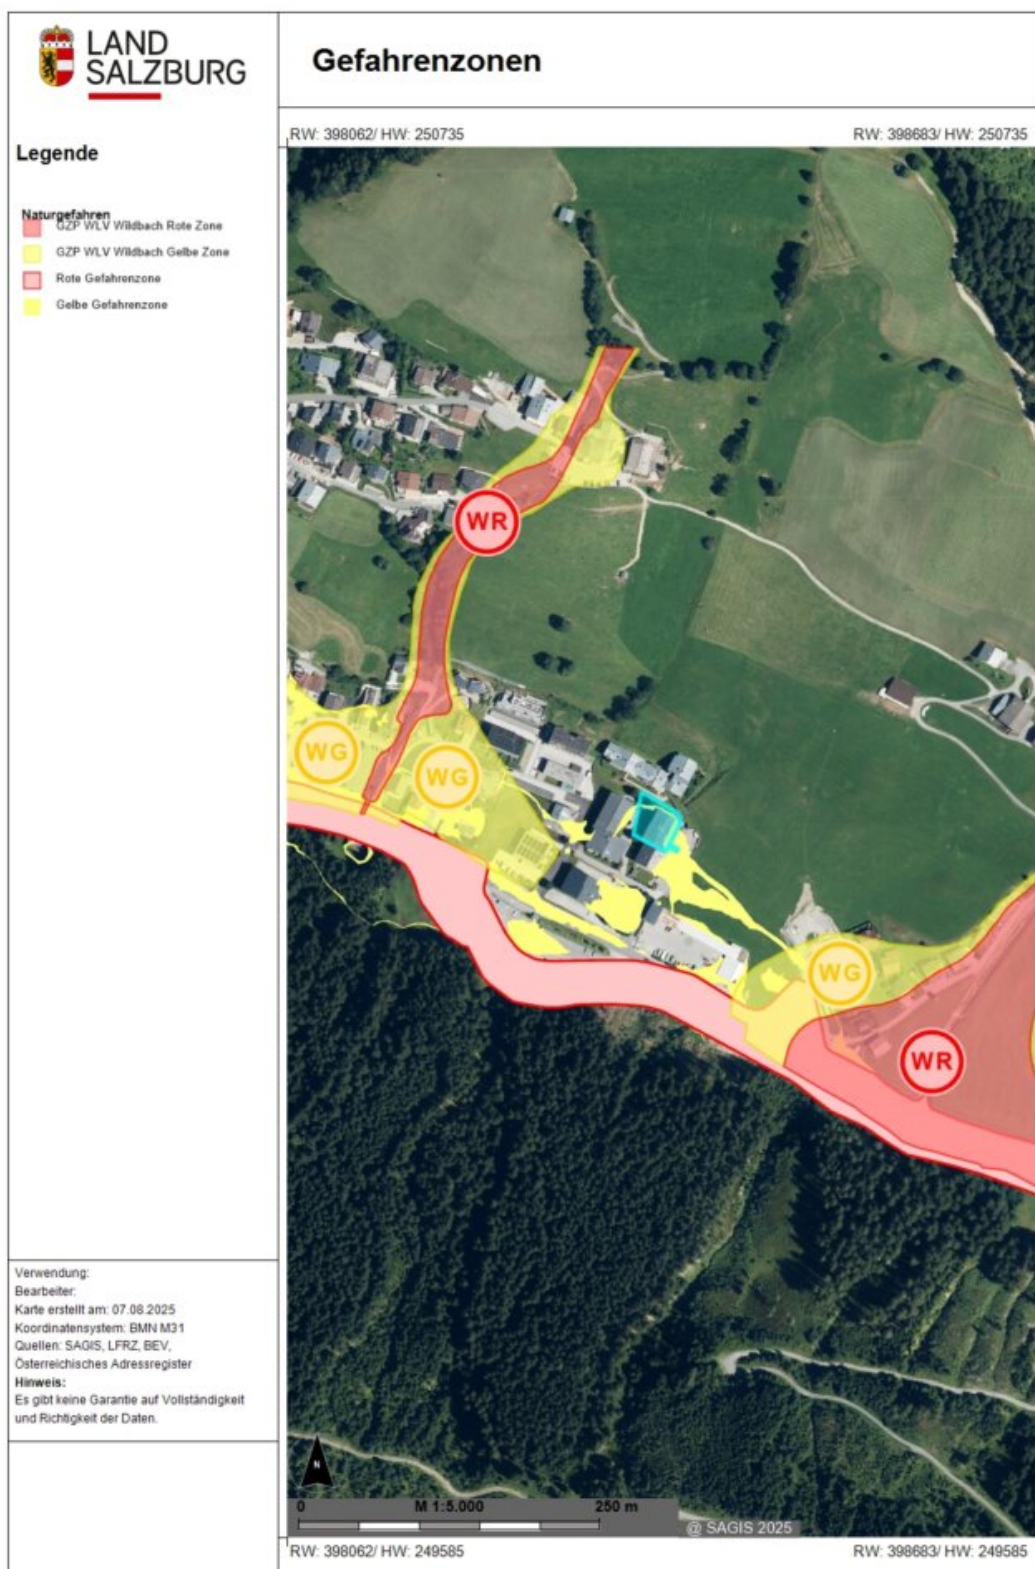 LAND
SALZBURG
Gefahrenzonen
RW: 398062/ HW: 250735
RW: 398683/ HW: 250735
Legende
Naturgefahren
GZP WLV Wildbach Rote Zone
GZP WLV Wildbach Gelbe Zone
Rote Gefahrenzone
Gelbe Gefahrenzone
WR
WG
WG
WG
WR
Verwendung:
Bearbeiter:
Karte erstellt am: 07.08.2025
Koordinatensystem: BMN M31
Quellen: SAGIS, LFRZ, BEV,
Österreichisches Adressregister
Hinweis:
Es gibt keine Garantie auf Vollständigkeit
und Richtigkeit der Daten.
N
0 M 1:5.000 250 m
@ SAGIS 2025
RW: 398062/ HW: 249585
RW: 398683/ HW: 249585